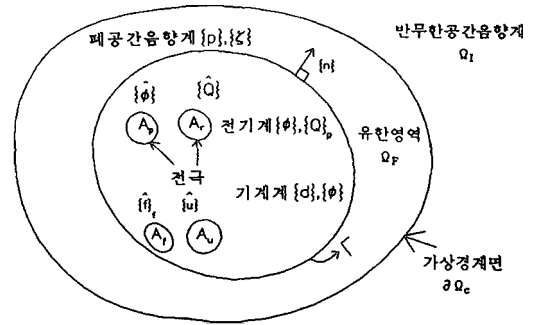 폐공간음향계 {p},{ζ}
반무한공간음향계
Ω_I
{n}
{ϕ̂}
{Q̂}
A_p
A_r
전기계{ϕ},{Q}_p
유한영역
Ω_F
전극
기계계{d},{ϕ}
{f̂}_f
{û}
A_f
A_u
Γ
가상경계면
∂Ω_c